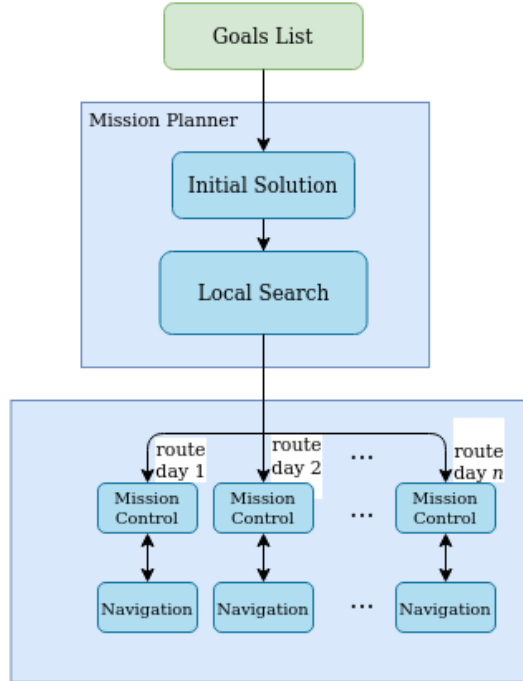 Goals List
Mission Planner
Initial Solution
Local Search
route
day 1
route
day 2
...
route
day n
Mission
Control
Mission
Control
...
Mission
Control
Navigation
Navigation
...
Navigation